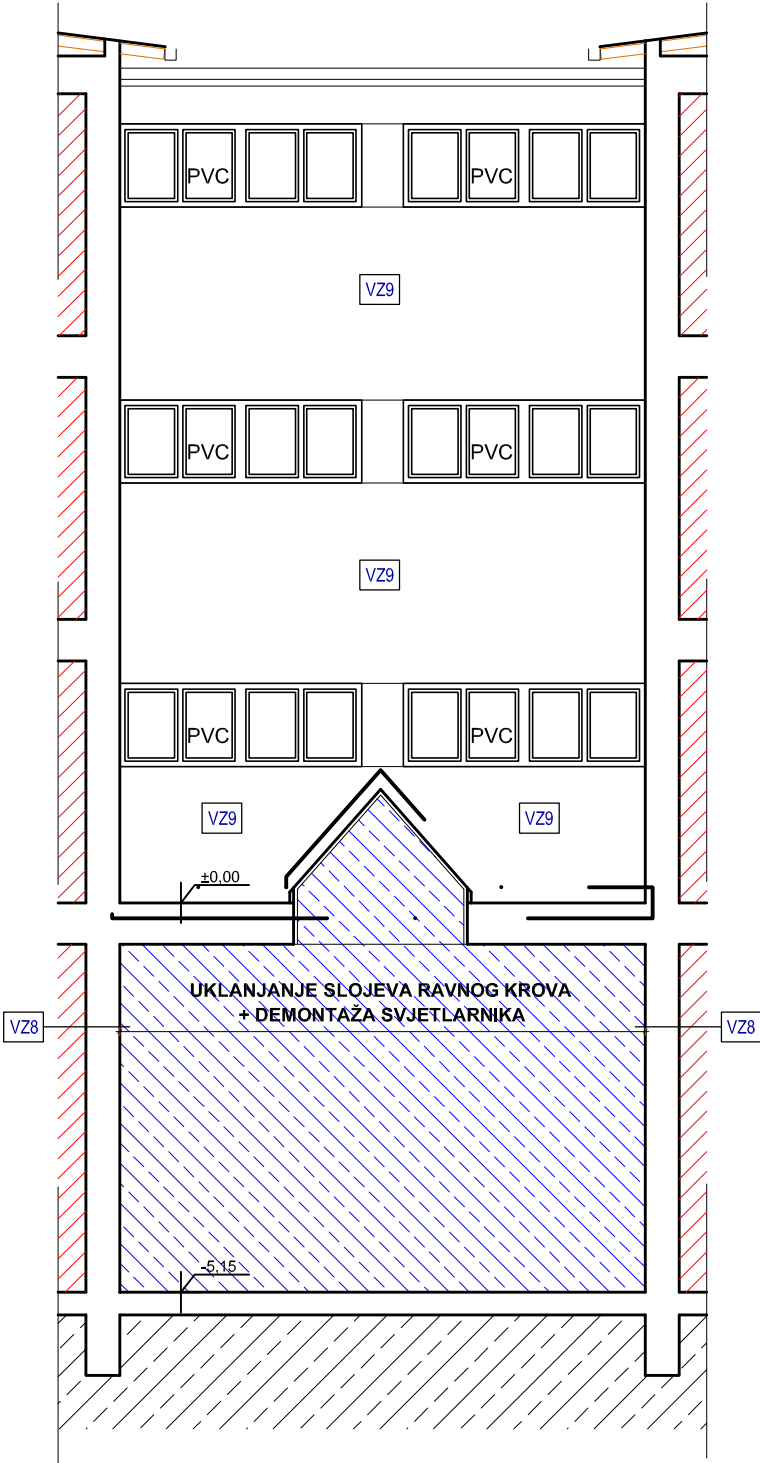 PVC PVC
VZ9
PVC PVC
VZ9
PVC PVC
VZ9 VZ9
±0,00
UKLANJANJE SLOJEVA RAVNOG KROVA
+ DEMONTAŽA SVJETLARNIKA
VZ8 VZ8
-5,15